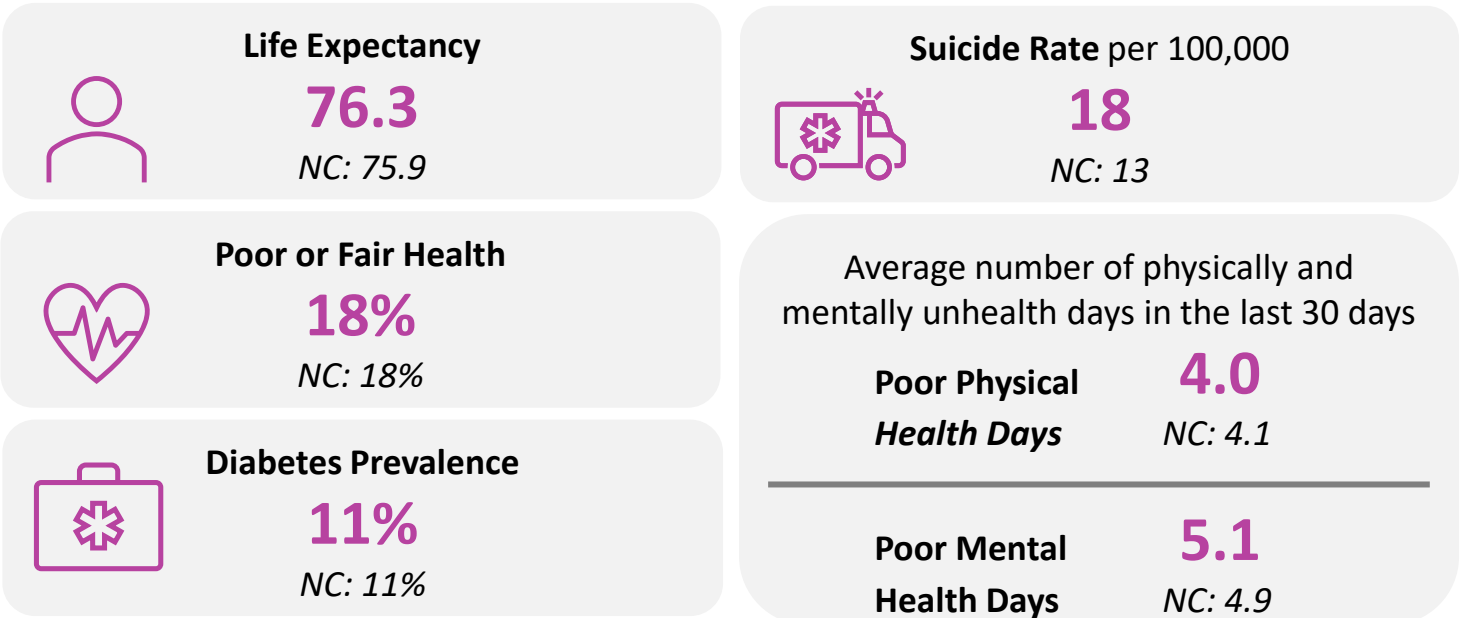 Life Expectancy
76.3
NC: 75.9
Poor or Fair Health
18%
NC: 18%
Diabetes Prevalence
11%
NC: 11%
Suicide Rate per 100,000
18
NC: 13
Average number of physically and
mentally unhealth days in the last 30 days
Poor Physical 4.0
Health Days NC: 4.1
Poor Mental 5.1
Health Days NC: 4.9